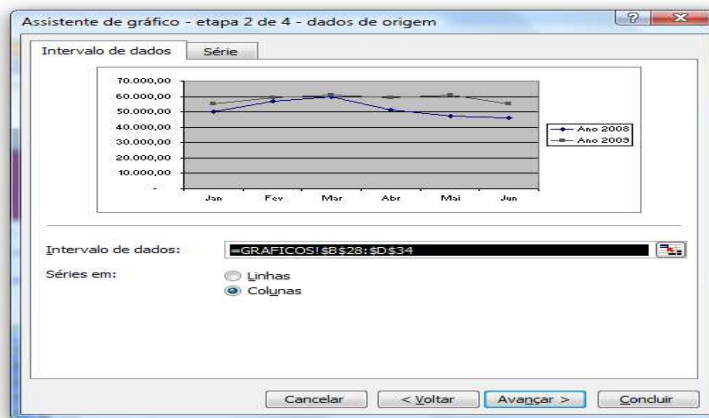 Assistente de gráfico - etapa 2 de 4 - dados de origem
Intervalo de dados
Série
70.000,00
60.000,00
50.000,00
40.000,00
30.000,00
20.000,00
10.000,00
-
Jan Fev Mar Abr Mai Jun
Ano 2008
Ano 2009
Intervalo de dados: =GRAFICOS!$B$28:$D$34
Séries em: Linhas
Colunas
Cancelar < Voltar Avançar > Concluir